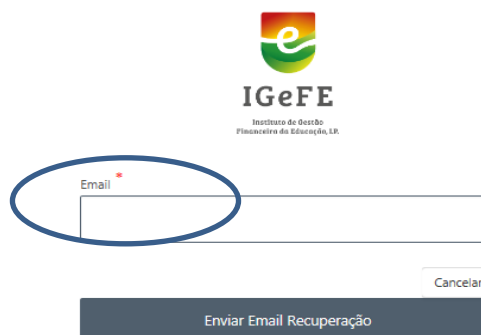 IGeFE
Instituto de Gestão
Financeira da Educação, I.P.
Email *
Cancelar
Enviar Email Recuperação